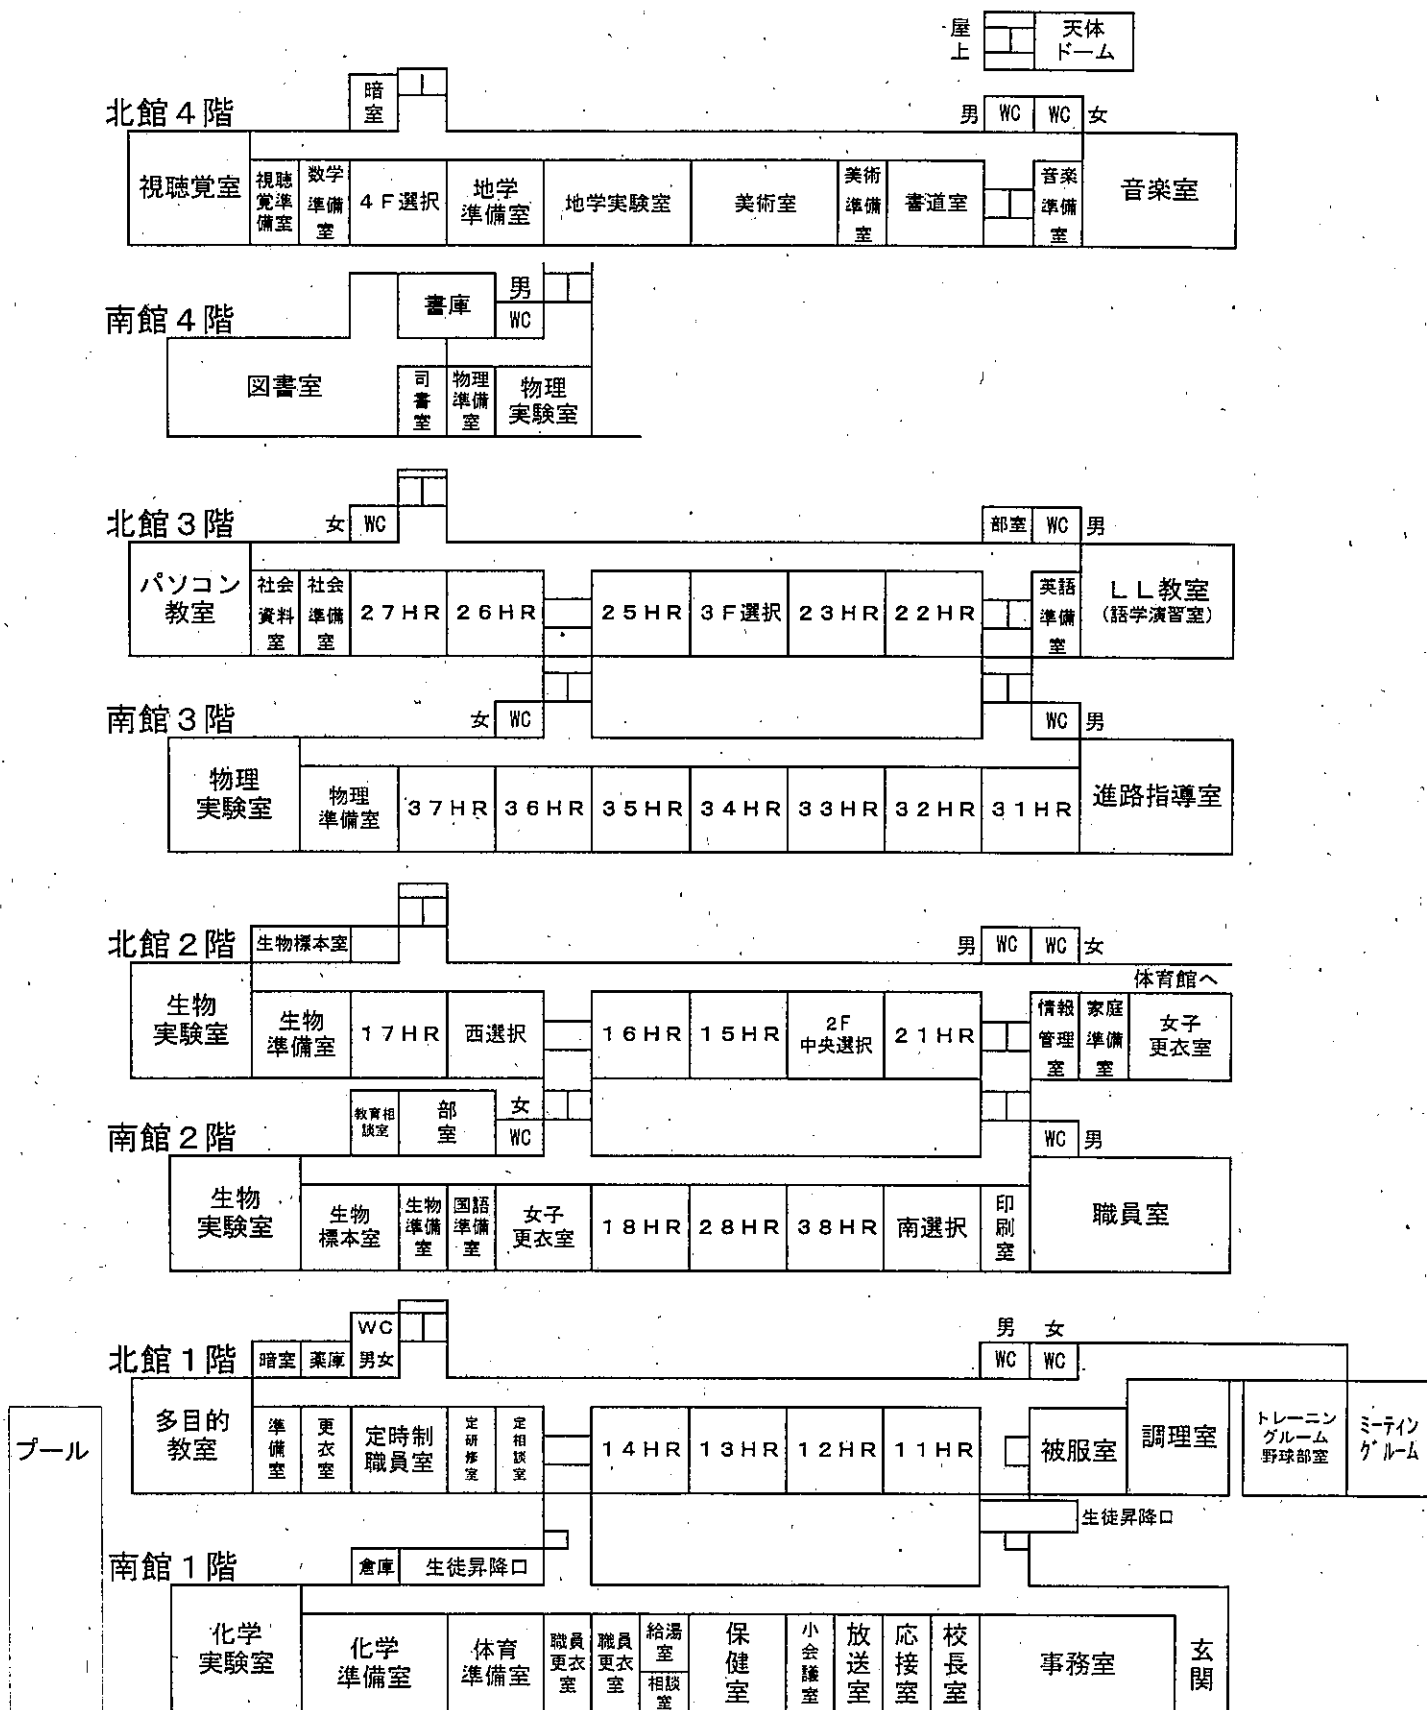 屋上
天体
ドーム
北館4階
暗室
男 WC WC 女
視聴覚室
視聴覚準備室
数学準備室
4F選択
地学
準備室
地学実験室
美術室
美術準備室
書道室
音楽準備室
音楽室
南館4階
書庫
男
WC
図書室
司書室
物理準備室
物理
実験室
北館3階
女 WC
部室 WC 男
パソコン
教室
社会資料室
社会準備室
27HR
26HR
25HR
3F選択
23HR
22HR
英語準備室
LL教室
(語学演習室)
南館3階
女 WC
WC 男
物理
実験室
物理
準備室
37HR
36HR
35HR
34HR
33HR
32HR
31HR
進路指導室
北館2階
生物標本室
男 WC WC 女
体育館へ
生物
実験室
生物
準備室
17HR
西選択
16HR
15HR
2F
中央選択
21HR
情報管理室
家庭準備室
女子
更衣室
南館2階
教育相
談室
部室
女
WC
WC 男
生物
実験室
生物
標本室
生物準備室
国語準備室
女子
更衣室
18HR
28HR
38HR
南選択
印刷室
職員室
北館1階
暗室
薬庫
WC
男女
男 女
WC WC
プール
多目的
教室
準備室
更衣室
定時制
職員室
定研修室
定相談室
14HR
13HR
12HR
11HR
被服室
調理室
トレーニン
グルーム
野球部室
ミーティン
グルーム
生徒昇降口
南館1階
倉庫
生徒昇降口
化学
実験室
化学
準備室
体育
準備室
職員更衣室
職員更衣室
給湯室
相談室
保健室
小会議室
放送室
応接室
校長室
事務室
玄関